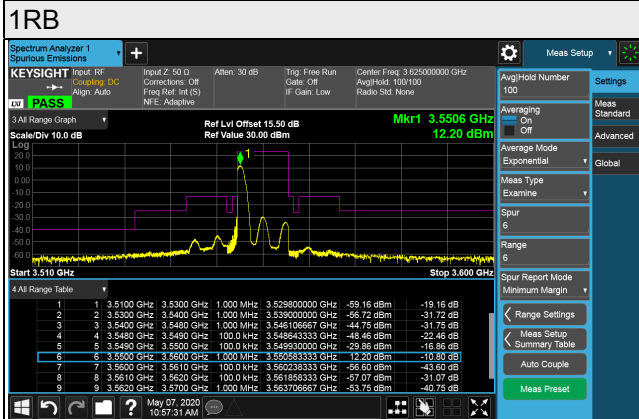 1RB
Spectrum Analyzer 1
Spurious Emissions
Meas Setup
KEYSIGHT Input: RF
Coupling: DC
Align: Auto
Input Z: 50 Ω
Corrections: Off
Freq Ref: Int (S)
NFE: Adaptive
Atten: 30 dB
Trig: Free Run
Gate: Off
IF Gain: Low
Center Freq: 3.625000000 GHz
Avg|Hold: 100/100
Radio Std: None
LXI PASS
3 All Range Graph
Scale/Div 10.0 dB
Ref Lvl Offset 15.50 dB
Ref Value 30.00 dBm
Mkr1 3.5506 GHz
12.20 dBm
Log
20.0
10.0
0.00
-10.0
-20.0
-30.0
-40.0
-50.0
-60.0
1
Start 3.510 GHz
Stop 3.600 GHz
4 All Range Table
1 1 3.5100 GHz 3.5300 GHz 1.000 MHz 3.529800000 GHz -59.16 dBm -19.16 dB
2 2 3.5300 GHz 3.5400 GHz 1.000 MHz 3.539000000 GHz -56.72 dBm -31.72 dB
3 3 3.5400 GHz 3.5480 GHz 1.000 MHz 3.546106667 GHz -44.75 dBm -31.75 dB
4 4 3.5480 GHz 3.5490 GHz 100.0 kHz 3.548643333 GHz -48.46 dBm -22.46 dB
5 5 3.5490 GHz 3.5500 GHz 100.0 kHz 3.549930000 GHz -29.86 dBm -16.86 dB
6 6 3.5500 GHz 3.5600 GHz 1.000 MHz 3.550583333 GHz 12.20 dBm -10.80 dB
7 7 3.5600 GHz 3.5610 GHz 100.0 kHz 3.560238333 GHz -56.60 dBm -43.60 dB
8 8 3.5610 GHz 3.5620 GHz 100.0 kHz 3.561858333 GHz -57.07 dBm -31.07 dB
9 9 3.5620 GHz 3.5700 GHz 1.000 MHz 3.563706667 GHz -53.75 dBm -40.75 dB
Avg|Hold Number
100
Averaging
On
Off
Average Mode
Exponential
Meas Type
Examine
Spur
6
Range
6
Spur Report Mode
Minimum Margin
Range Settings
Meas Setup
Summary Table
Auto Couple
Meas Preset
Settings
Meas
Standard
Advanced
Global
?
May 07, 2020
10:57:31 AM